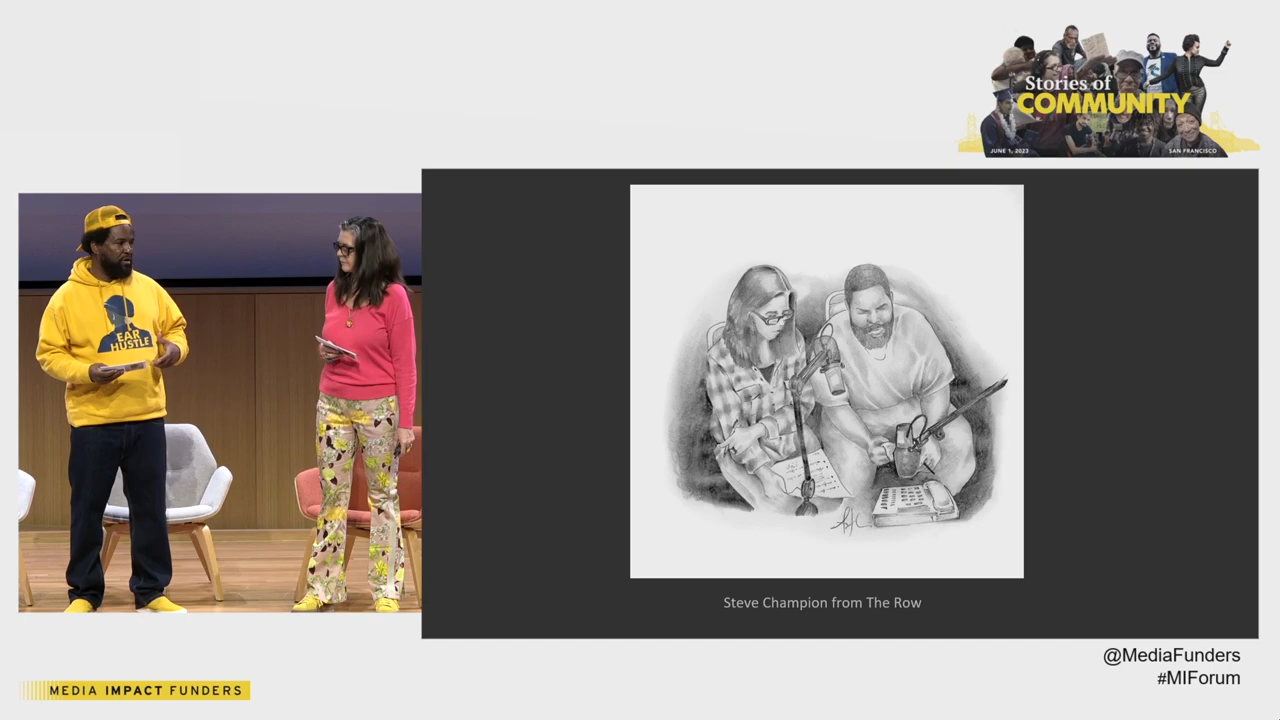 Stories of
COMMUNITY
JUNE 1, 2023
SAN FRANCISCO
EAR
HUSTLE
Steve Champion from The Row
@MediaFunders
#MIForum
MEDIA IMPACT FUNDERS